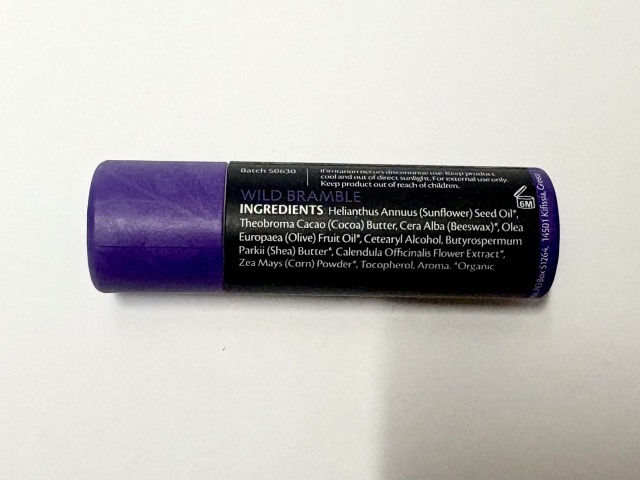 Batch 50630
If irritation occurs discontinue use. Keep product
cool and out of direct sunlight. For external use only.
Keep product out of reach of children.
WILD BRAMBLE
INGREDIENTS Helianthus Annuus (Sunflower) Seed Oil*,
Theobroma Cacao (Cocoa) Butter, Cera Alba (Beeswax)*, Olea
Europaea (Olive) Fruit Oil*, Cetearyl Alcohol, Butyrospermum
Parkii (Shea) Butter*, Calendula Officinalis Flower Extract*,
Zea Mays (Corn) Powder*, Tocopherol, Aroma. *Organic
6M
PO Box 51264, 14501 Kifissia, Greece